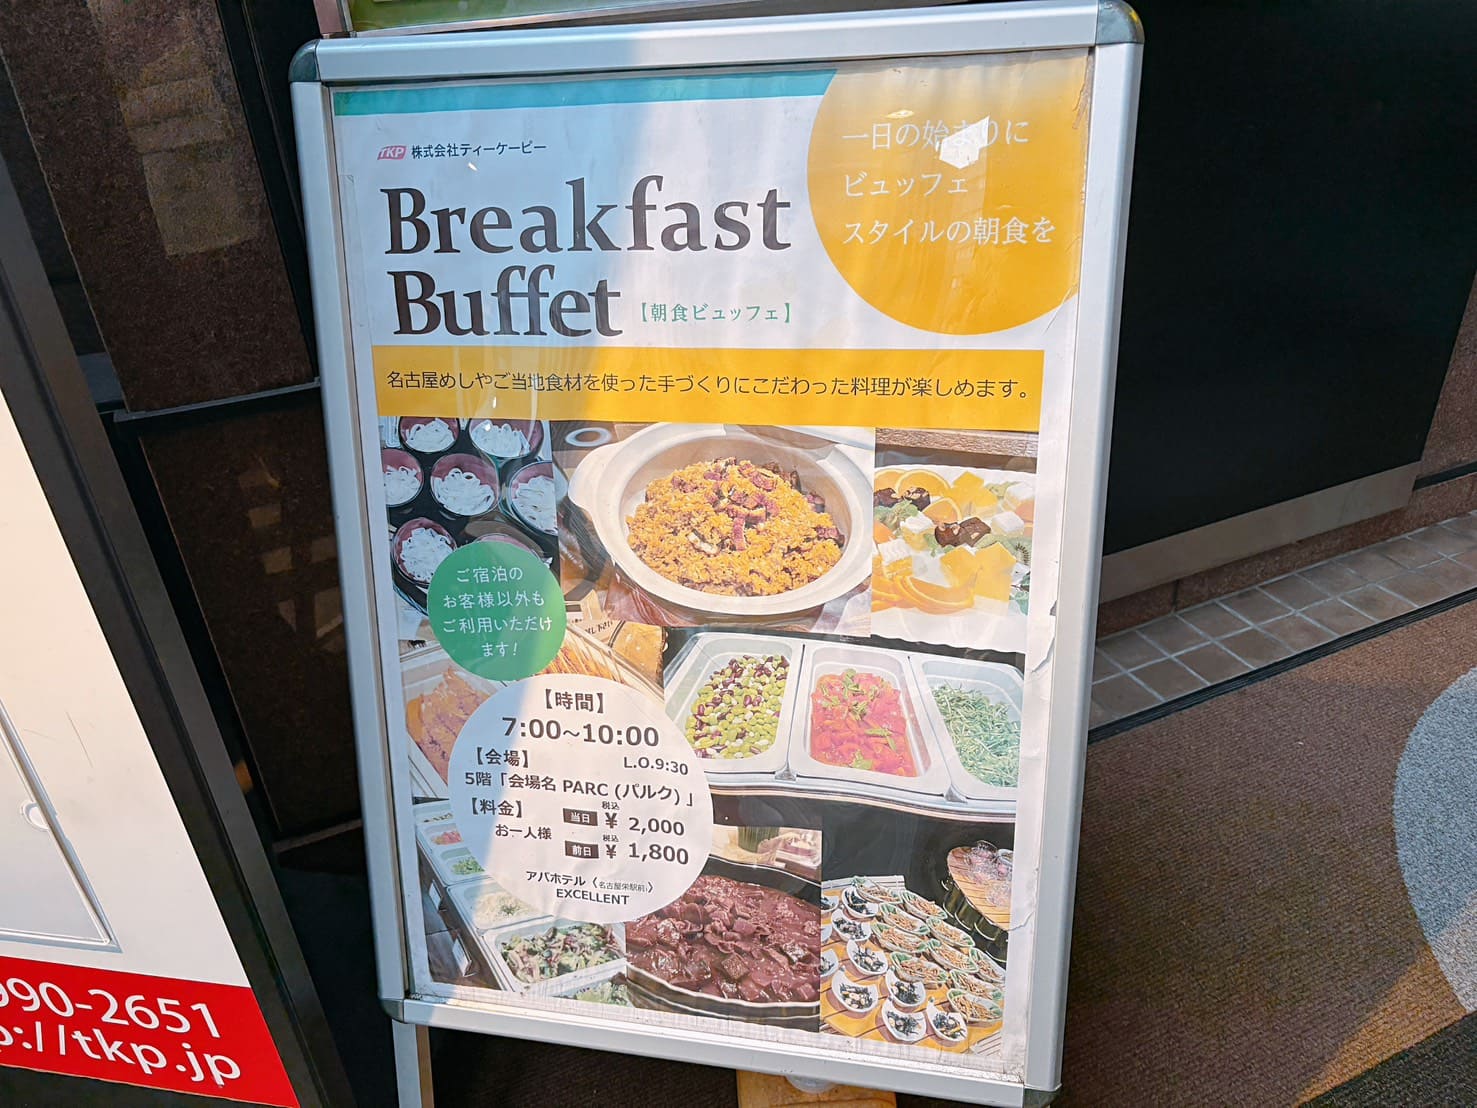 TKP 株式会社ティーケーピー
一日の始まりに
ビュッフェ
スタイルの朝食を
Breakfast
Buffet【朝食ビュッフェ】
名古屋めしやご当地食材を使った手づくりにこだわった料理が楽しめます。
ご宿泊の
お客様以外も
ご利用いただけ
ます!
【時間】
7:00~10:00
L.O.9:30
【会場】
5階「会場名 PARC (パルク) 」
【料金】
お一人様
当日 税込 ¥ 2,000
前日 税込 ¥ 1,800
アパホテル〈名古屋栄駅前〉
EXCELLENT
990-2651
p://tkp.jp